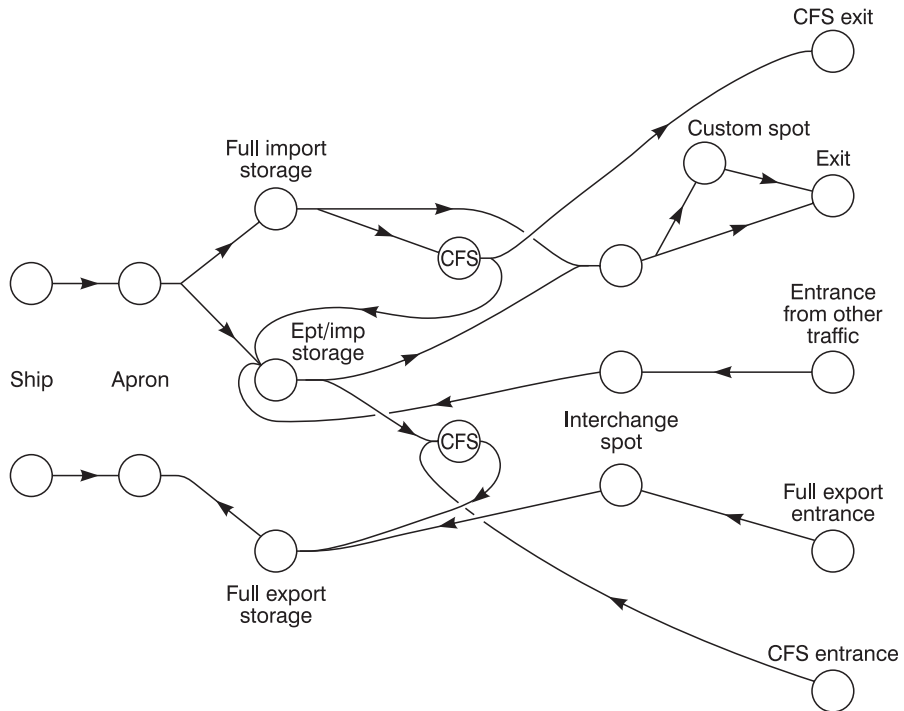 CFS exit
Custom spot
Exit
Full import
storage
CFS
Entrance
from other
traffic
Ept/imp
storage
Ship
Apron
CFS
Interchange
spot
Full export
entrance
Full export
storage
CFS entrance